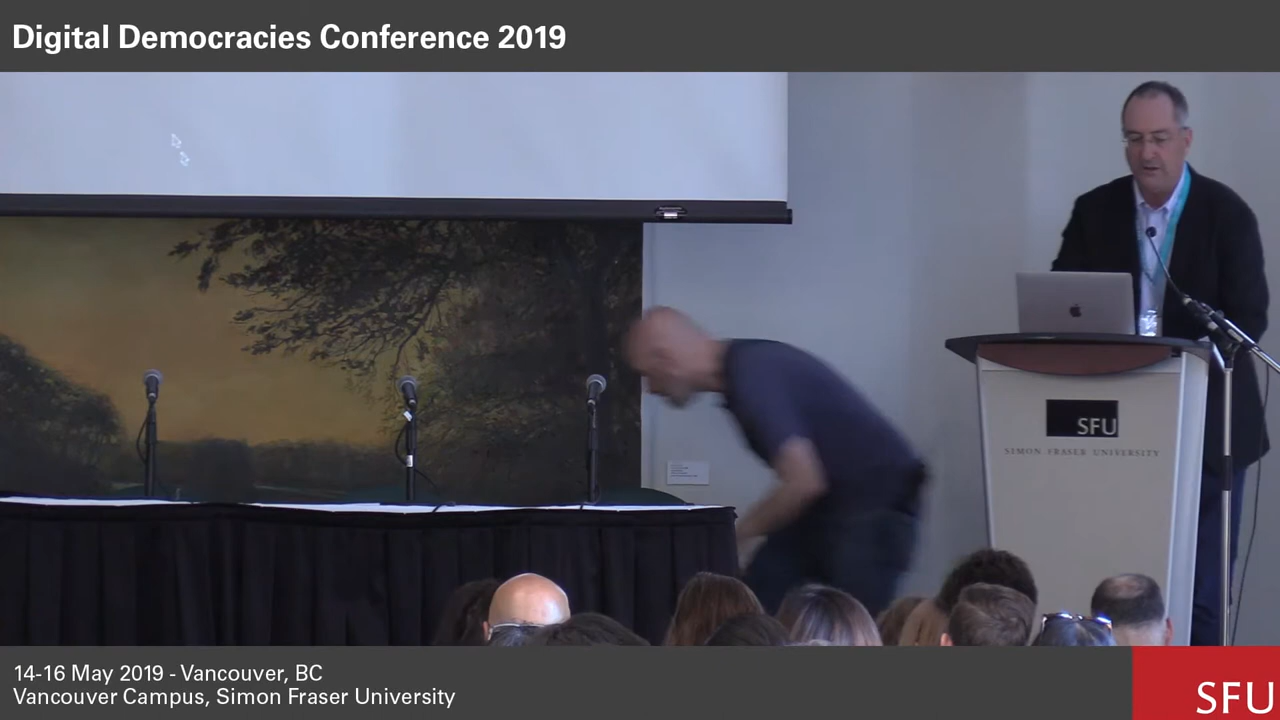 Digital Democracies Conference 2019
SFU
SIMON FRASER UNIVERSITY
14-16 May 2019 - Vancouver, BC
Vancouver Campus, Simon Fraser University
SFU